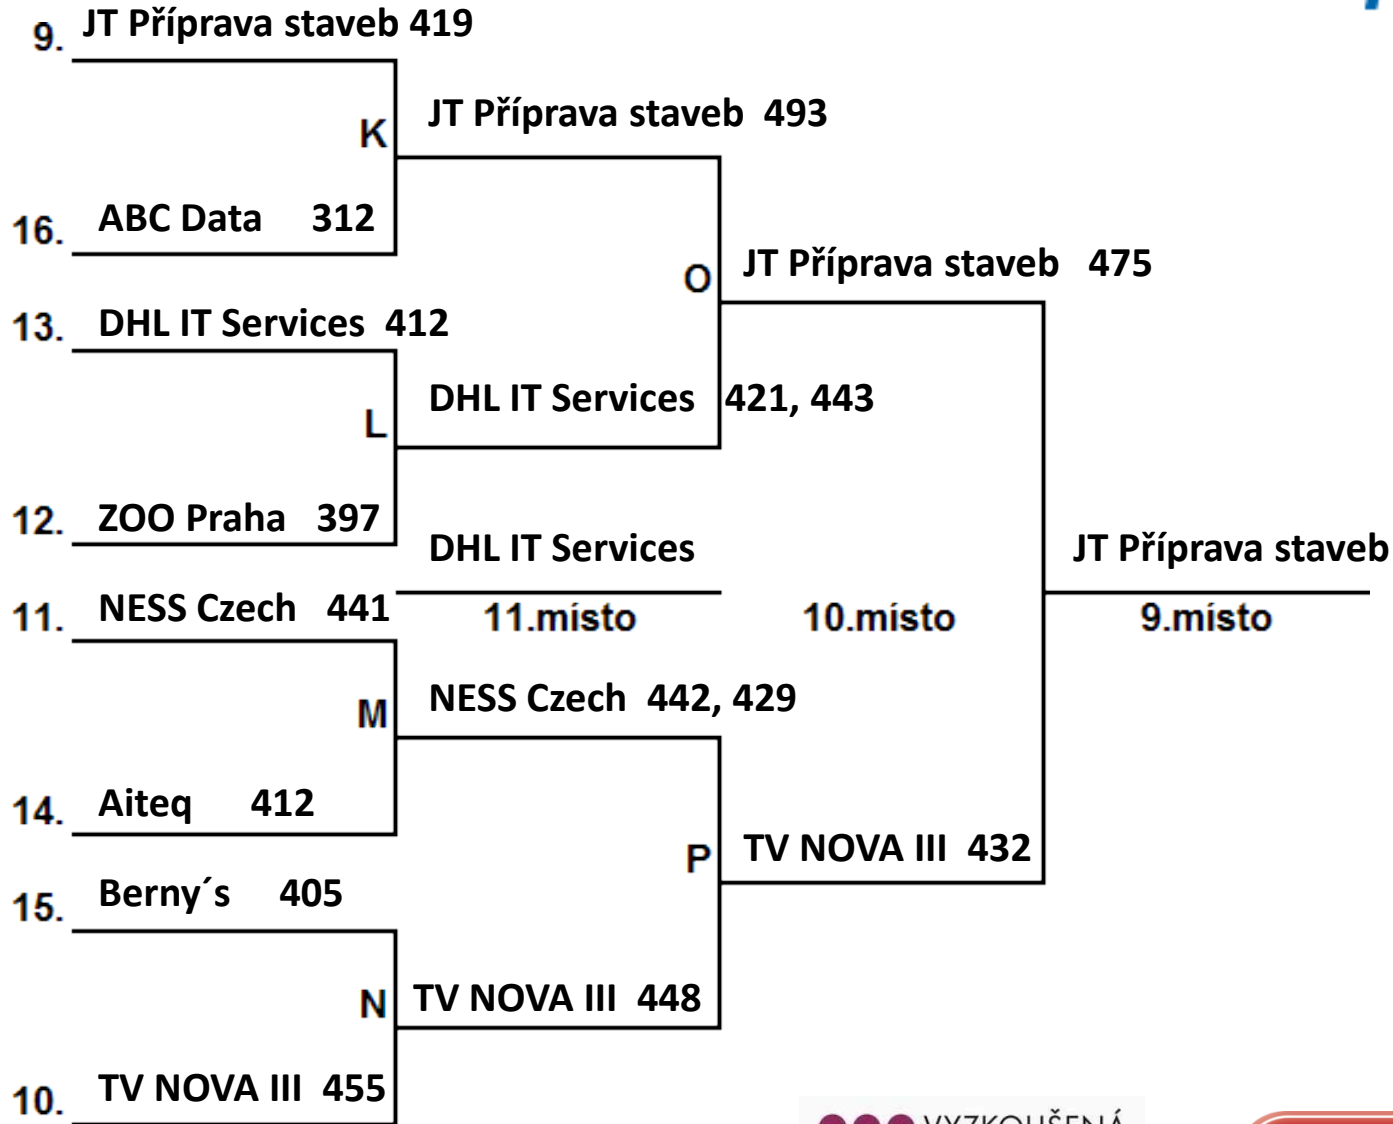 9. JT Příprava staveb 419
JT Příprava staveb 493
K
16. ABC Data 312
JT Příprava staveb 475
O
13. DHL IT Services 412
DHL IT Services 421, 443
L
12. ZOO Praha 397
DHL IT Services
JT Příprava staveb
11. NESS Czech 441
11.místo
10.místo
9.místo
NESS Czech 442, 429
M
14. Aiteq 412
TV NOVA III 432
P
15. Berny´s 405
N
TV NOVA III 448
10. TV NOVA III 455
VYZKOUŠENÁ